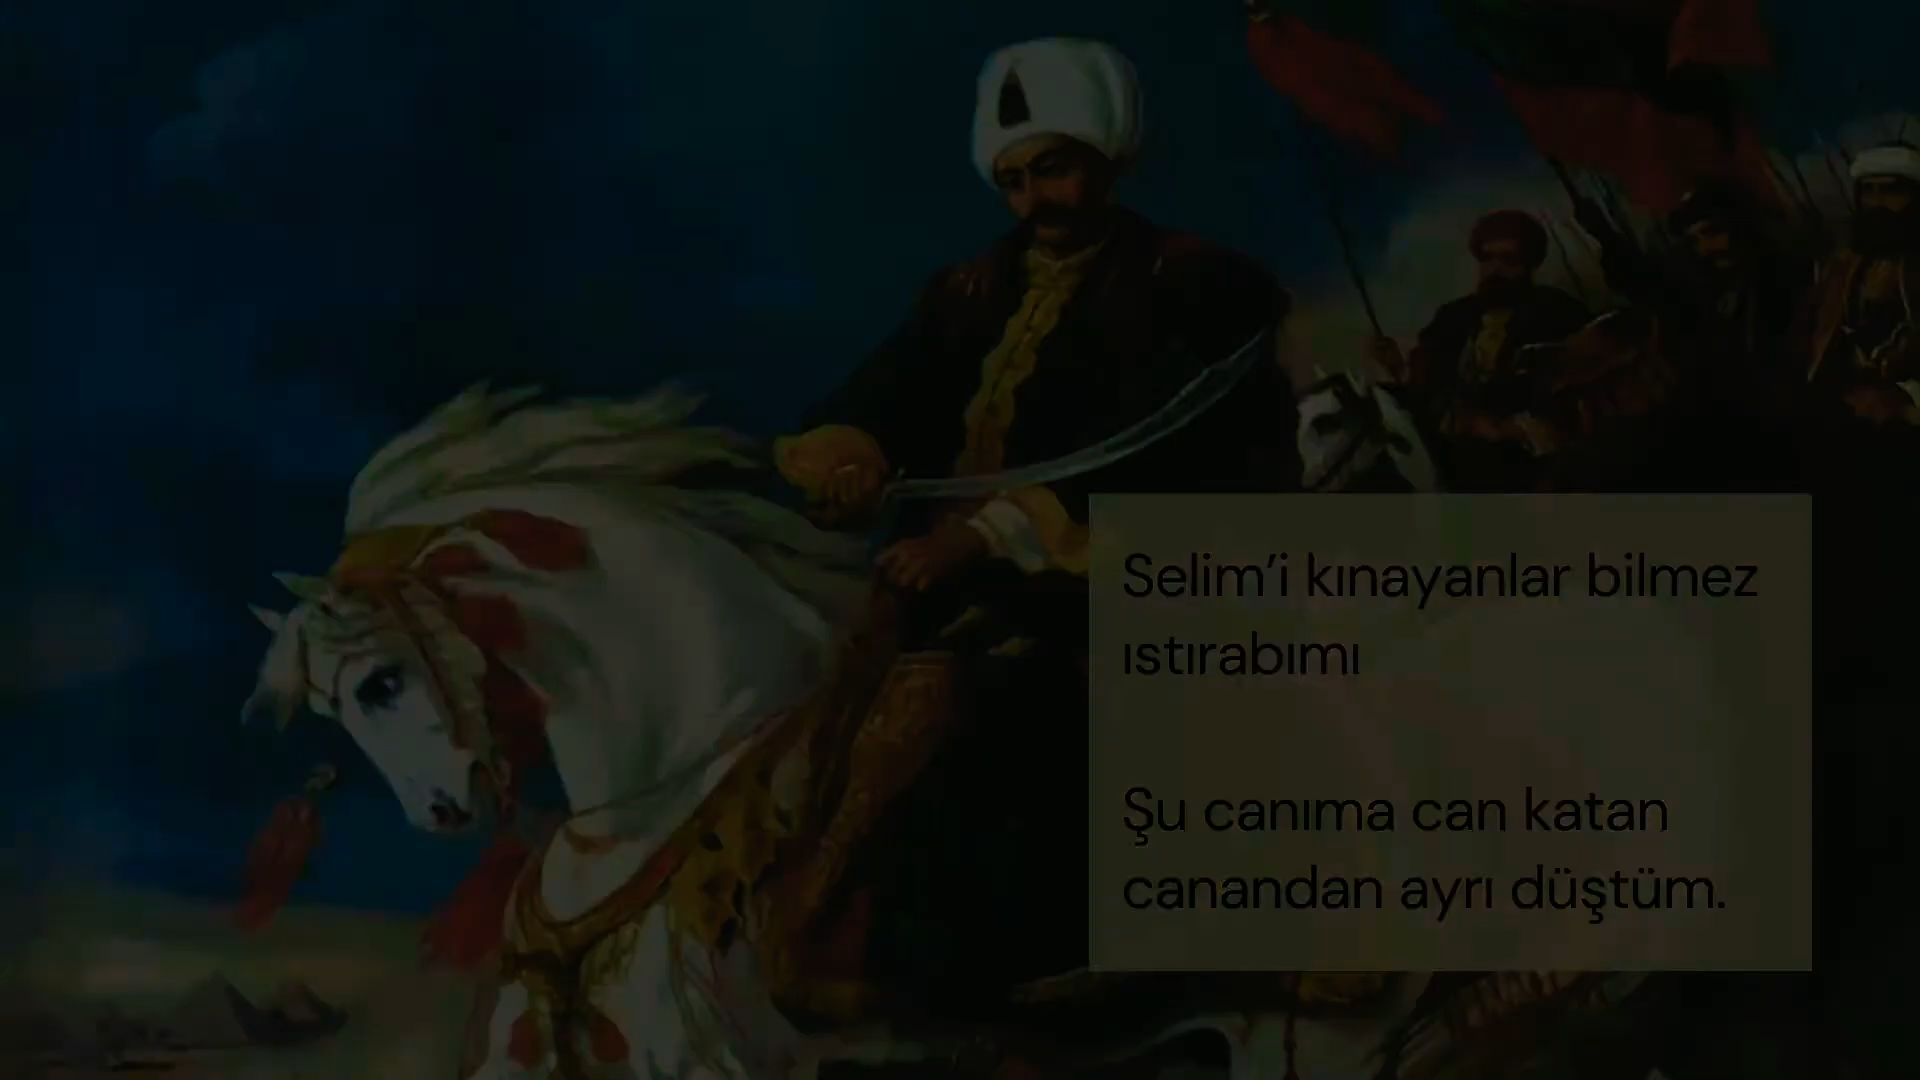 Selim’i kınayanlar bilmez
ıstırabımı
Şu canıma can katan
canandan ayrı düştüm.